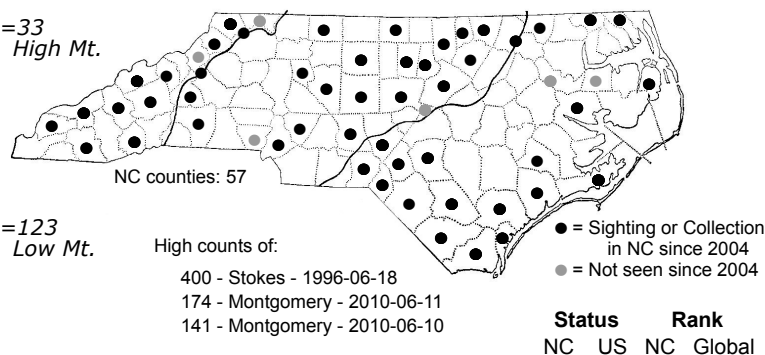 =33
High Mt.
NC counties: 57
=123
Low Mt.
High counts of:
400 - Stokes - 1996-06-18
174 - Montgomery - 2010-06-11
141 - Montgomery - 2010-06-10
= Sighting or Collection
in NC since 2004
= Not seen since 2004
Status Rank
NC US NC Global